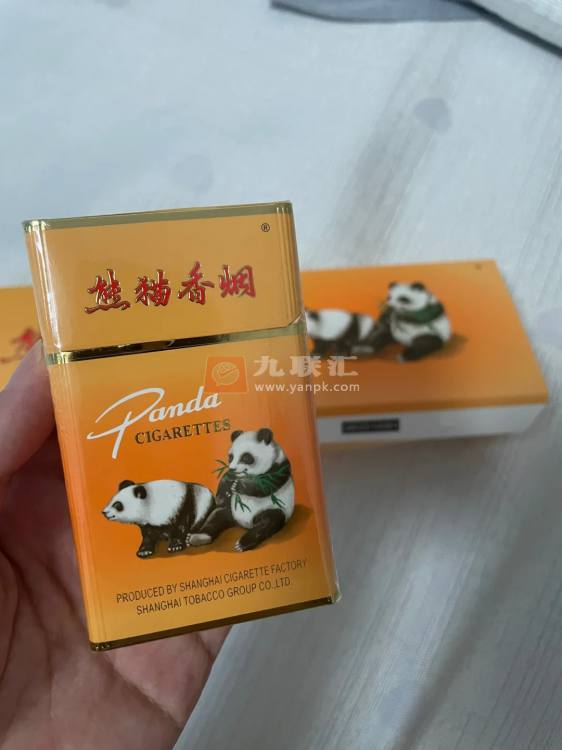 熊猫香烟
®
Panda
CIGARETTES
PRODUCED BY SHANGHAI CIGARETTE FACTORY
SHANGHAI TOBACCO GROUP CO.,LTD
九联汇
www.yanpk.com